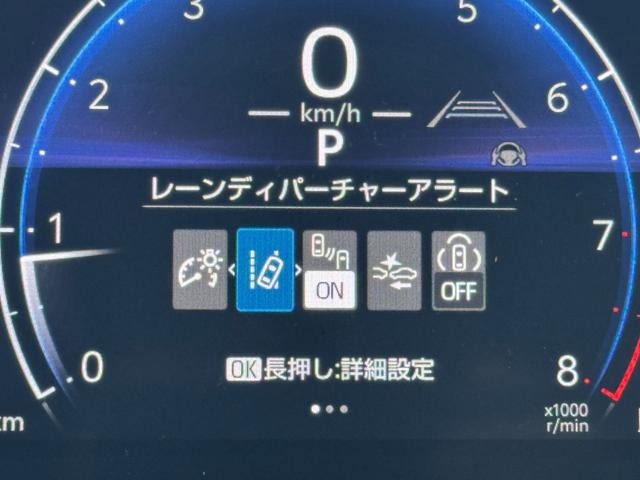 3
5
0
2
6
km/h
P
レーンディパーチャーアラート
1
7
ON
OFF
0
OK長押し:詳細設定
8
x1000
r/min
km